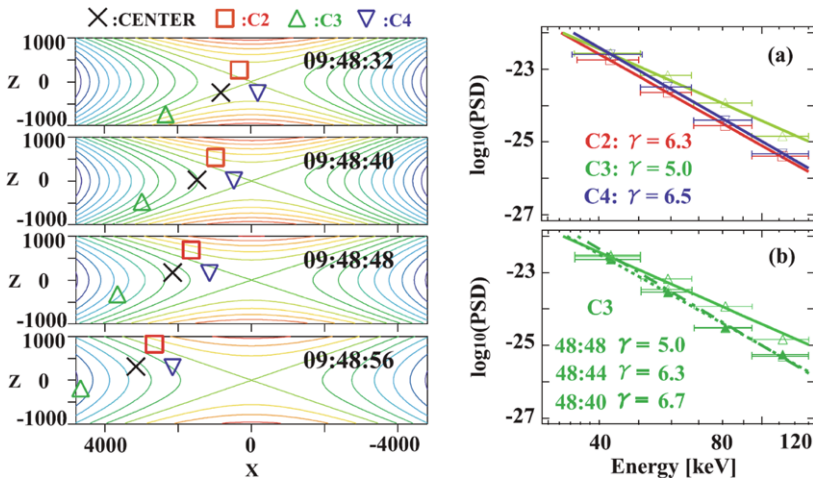 ✕:CENTER □:C2 △:C3 ▽:C4
1000
Z 0
-1000
09:48:32
1000
Z 0
-1000
09:48:40
1000
Z 0
-1000
09:48:48
1000
Z 0
-1000
09:48:56
4000 0 -4000
X
(a)
log10(PSD)
-23
-25
-27
C2: γ = 6.3
C3: γ = 5.0
C4: γ = 6.5
(b)
log10(PSD)
-23
-25
-27
C3
48:48 γ = 5.0
48:44 γ = 6.3
48:40 γ = 6.7
40 80 120
Energy [keV]